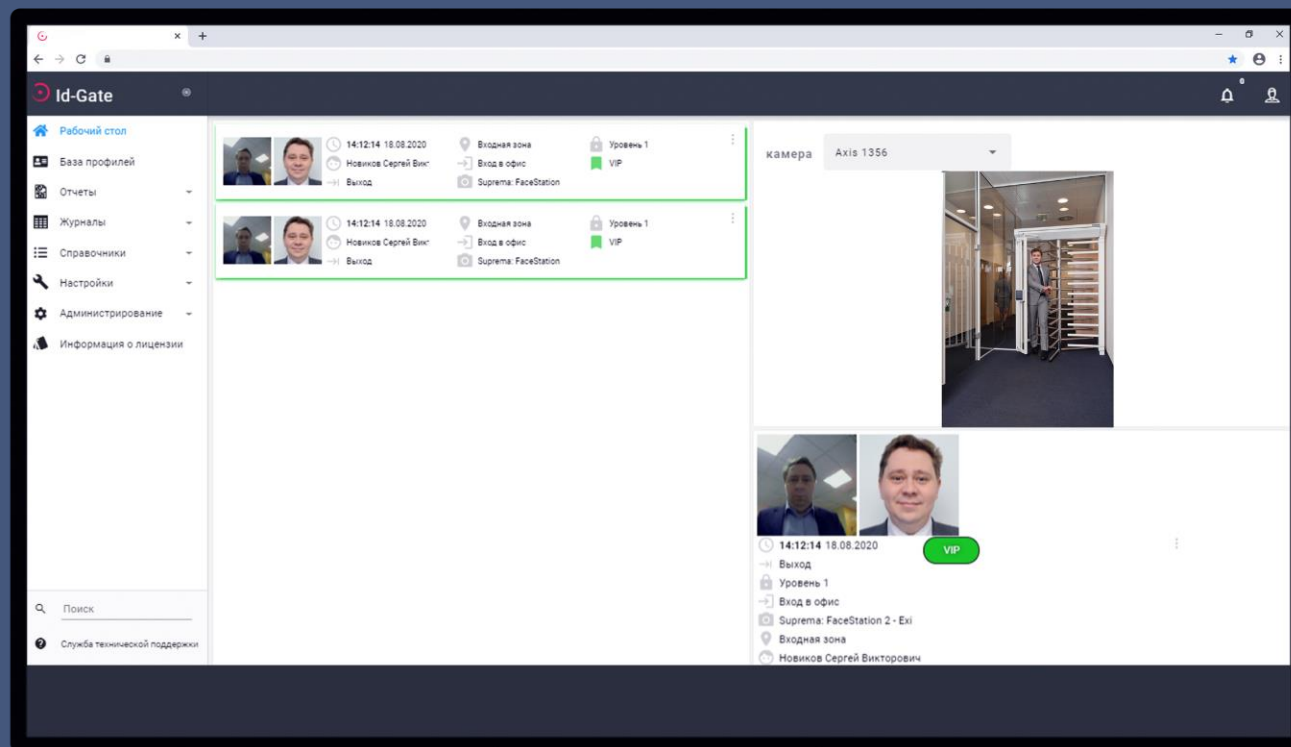 Id-Gate
0
Рабочий стол
База профилей
Отчеты
Журналы
Справочники
Настройки
Администрирование
Информация о лицензии
Поиск
Служба технической поддержки
14:12:14 18.08.2020
Входная зона
Уровень 1
Новиков Сергей Вик
Вход в офис
VIP
Выход
Suprema: FaceStation
14:12:14 18.08.2020
Входная зона
Уровень 1
Новиков Сергей Вик
Вход в офис
VIP
Выход
Suprema: FaceStation
камера
Axis 1356
14:12:14 18.08.2020
VIP
Выход
Уровень 1
Вход в офис
Suprema: FaceStation 2 - Exi
Входная зона
Новиков Сергей Викторович